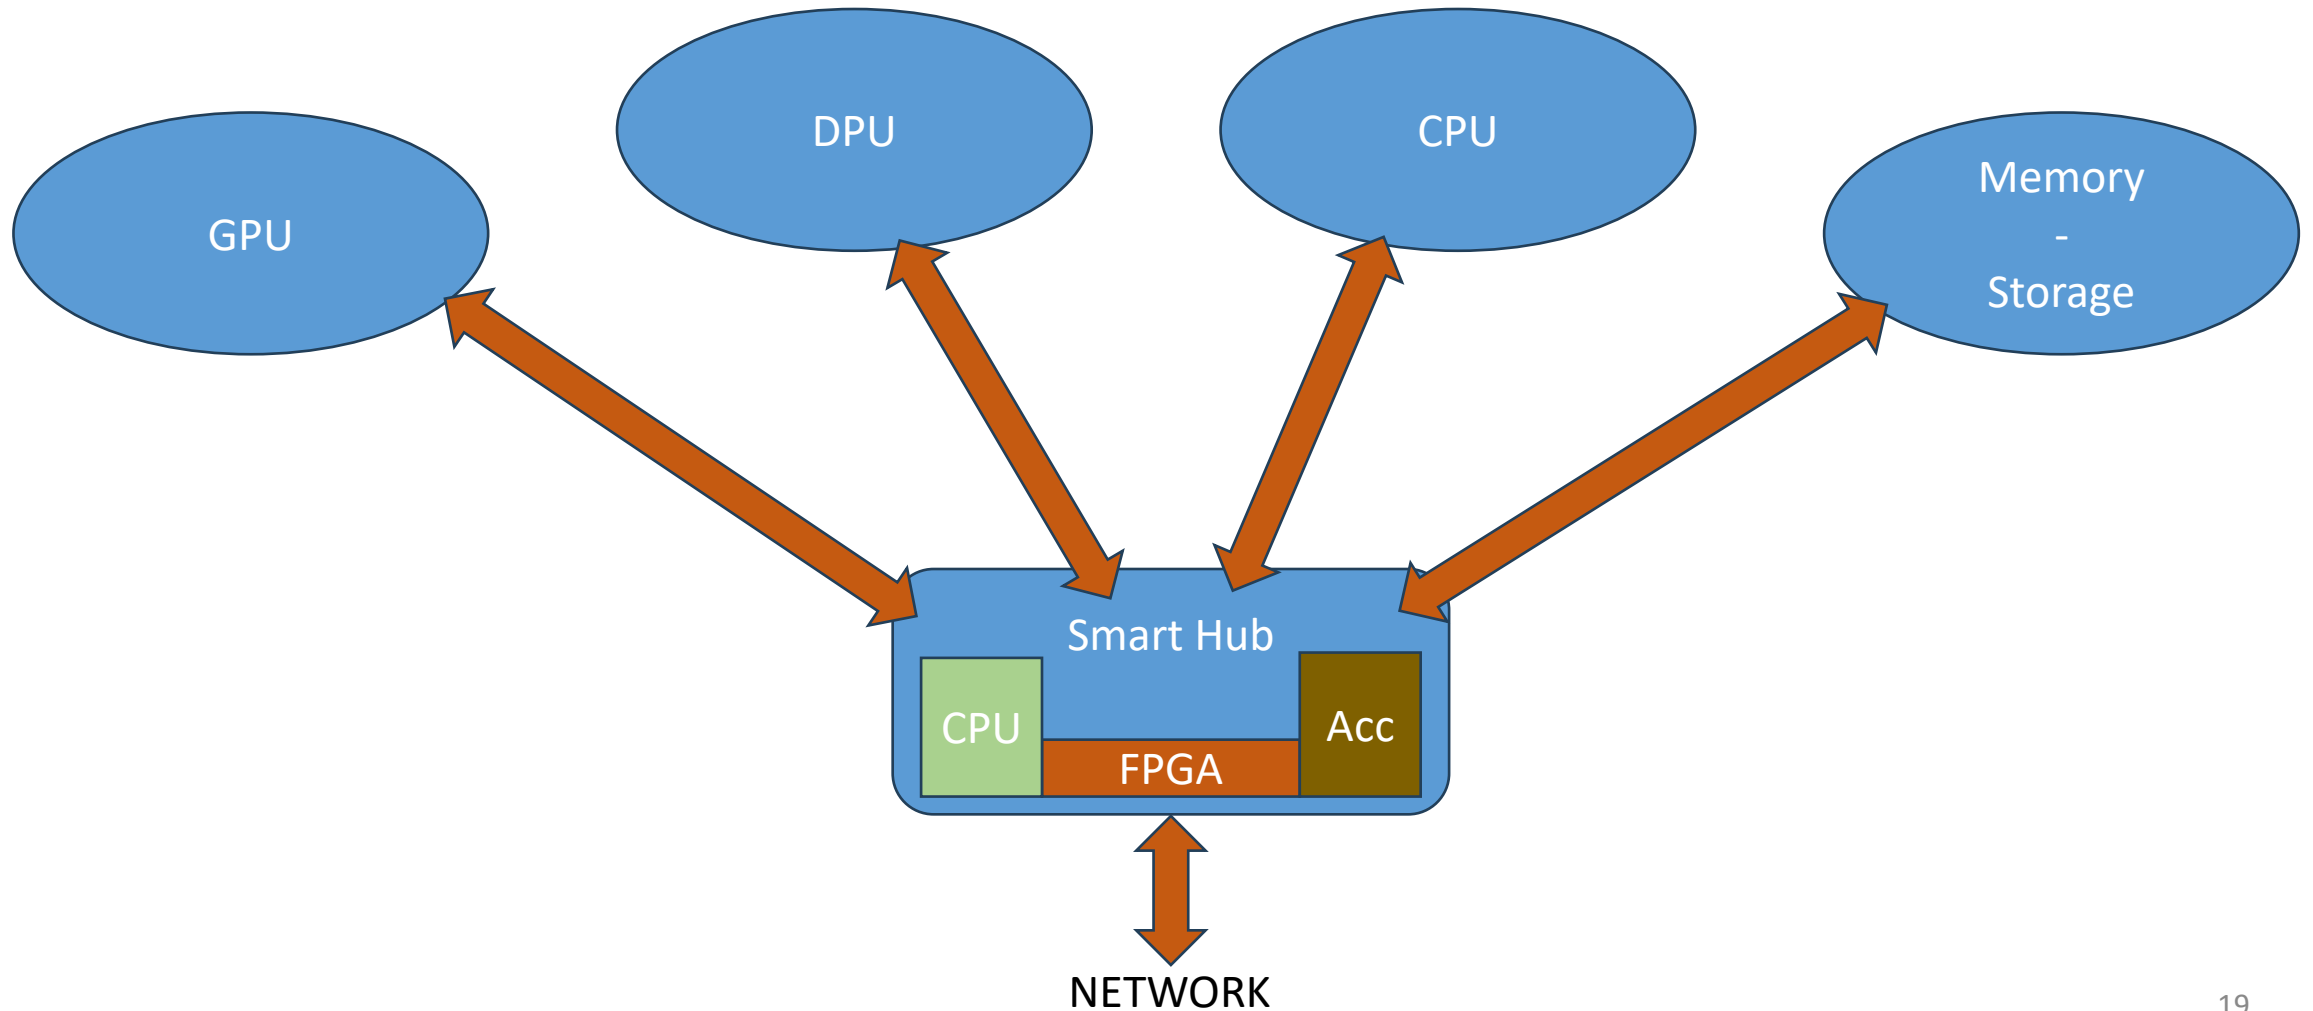 GPU
DPU
CPU
Memory
-
Storage
Smart Hub
CPU
FPGA
Acc
NETWORK
19